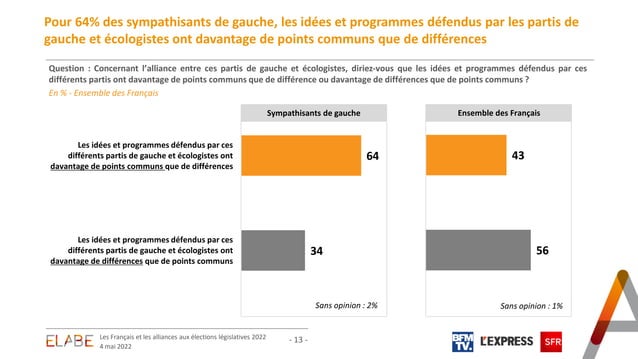 Pour 64% des sympathisants de gauche, les idées et programmes défendus par les partis de
gauche et écologistes ont davantage de points communs que de différences
Question : Concernant l'alliance entre ces partis de gauche et écologistes, diriez-vous que les idées et programmes défendus par ces
différents partis ont davantage de points communs que de différence ou davantage de différences que de points communs ?
En % - Ensemble des Français
Sympathisants de gauche
Ensemble des Français
Les idées et programmes défendus par ces
différents partis de gauche et écologistes ont
davantage de points communs que de différences
64
43
Les idées et programmes défendus par ces
différents partis de gauche et écologistes ont
davantage de différences que de points communs
34
56
Sans opinion : 2%
Sans opinion : 1%
ELABE
Les Français et les alliances aux élections législatives 2022
4 mai 2022
- 13 -
BFM
TV.
L'EXPRESS
SFR